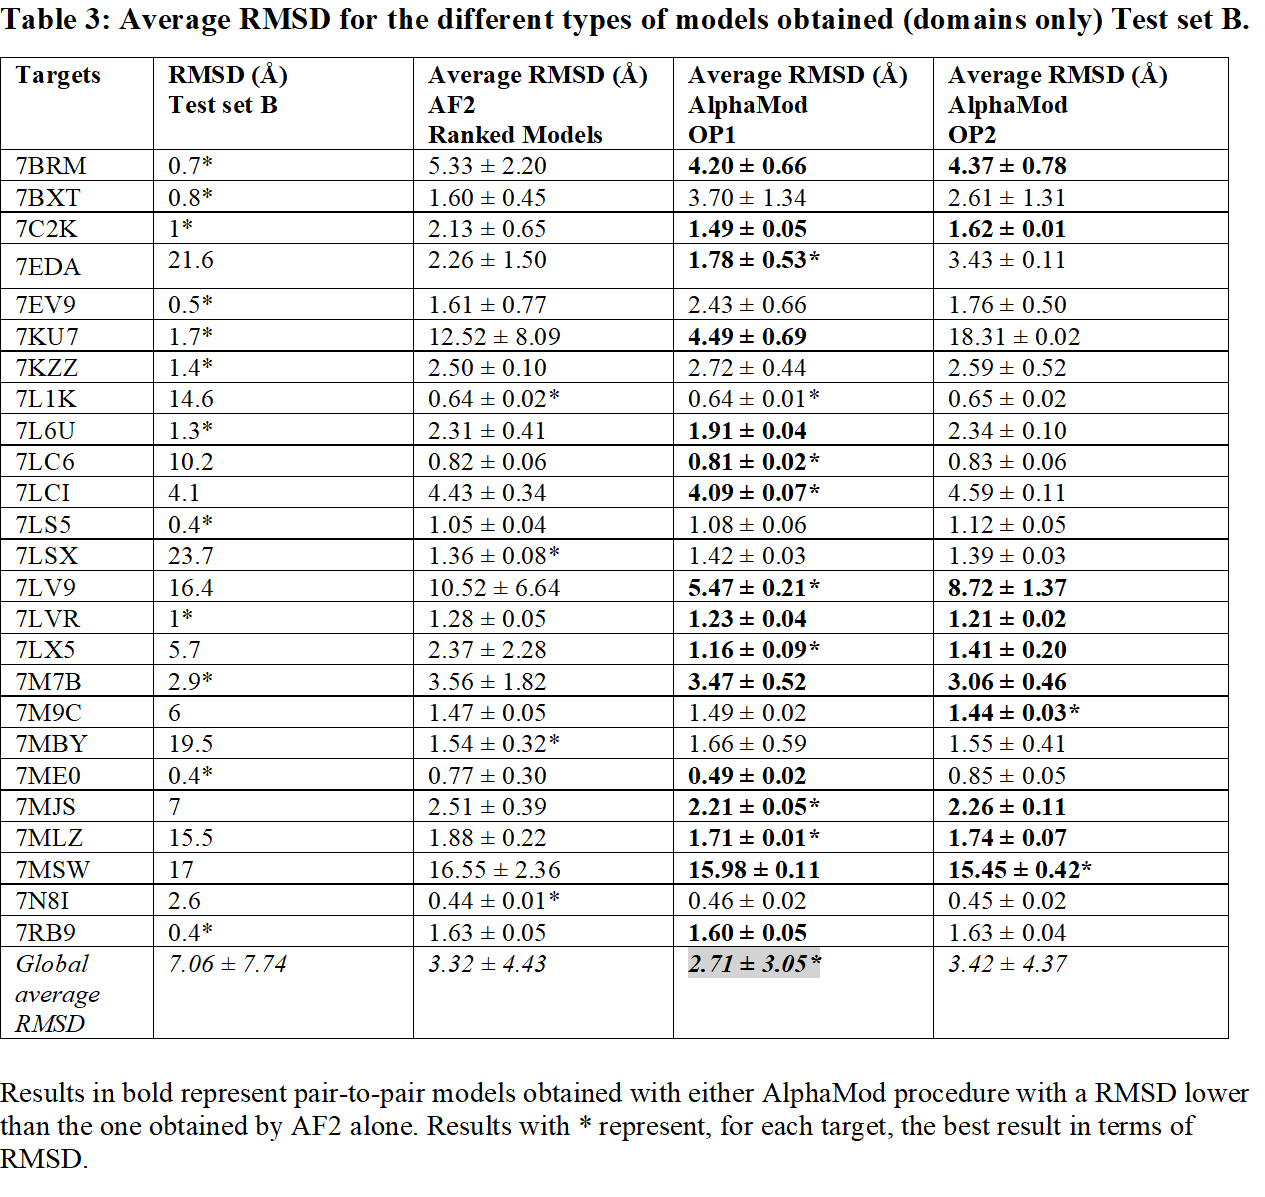 Table 3: Average RMSD for the different types of models obtained (domains only) Test set B.
Targets RMSD (Å) Test set B Average RMSD (Å) AF2 Ranked Models Average RMSD (Å) AlphaMod OP1 Average RMSD (Å) AlphaMod OP2
7BRM 0.7* 5.33 ± 2.20 4.20 ± 0.66 4.37 ± 0.78
7BXT 0.8* 1.60 ± 0.45 3.70 ± 1.34 2.61 ± 1.31
7C2K 1* 2.13 ± 0.65 1.49 ± 0.05 1.62 ± 0.01
7EDA 21.6 2.26 ± 1.50 1.78 ± 0.53* 3.43 ± 0.11
7EV9 0.5* 1.61 ± 0.77 2.43 ± 0.66 1.76 ± 0.50
7KU7 1.7* 12.52 ± 8.09 4.49 ± 0.69 18.31 ± 0.02
7KZZ 1.4* 2.50 ± 0.10 2.72 ± 0.44 2.59 ± 0.52
7L1K 14.6 0.64 ± 0.02* 0.64 ± 0.01* 0.65 ± 0.02
7L6U 1.3* 2.31 ± 0.41 1.91 ± 0.04 2.34 ± 0.10
7LC6 10.2 0.82 ± 0.06 0.81 ± 0.02* 0.83 ± 0.06
7LCI 4.1 4.43 ± 0.34 4.09 ± 0.07* 4.59 ± 0.11
7LS5 0.4* 1.05 ± 0.04 1.08 ± 0.06 1.12 ± 0.05
7LSX 23.7 1.36 ± 0.08* 1.42 ± 0.03 1.39 ± 0.03
7LV9 16.4 10.52 ± 6.64 5.47 ± 0.21* 8.72 ± 1.37
7LVR 1* 1.28 ± 0.05 1.23 ± 0.04 1.21 ± 0.02
7LX5 5.7 2.37 ± 2.28 1.16 ± 0.09* 1.41 ± 0.20
7M7B 2.9* 3.56 ± 1.82 3.47 ± 0.52 3.06 ± 0.46
7M9C 6 1.47 ± 0.05 1.49 ± 0.02 1.44 ± 0.03*
7MBY 19.5 1.54 ± 0.32* 1.66 ± 0.59 1.55 ± 0.41
7ME0 0.4* 0.77 ± 0.30 0.49 ± 0.02 0.85 ± 0.05
7MJS 7 2.51 ± 0.39 2.21 ± 0.05* 2.26 ± 0.11
7MLZ 15.5 1.88 ± 0.22 1.71 ± 0.01* 1.74 ± 0.07
7MSW 17 16.55 ± 2.36 15.98 ± 0.11 15.45 ± 0.42*
7N8I 2.6 0.44 ± 0.01* 0.46 ± 0.02 0.45 ± 0.02
7RB9 0.4* 1.63 ± 0.05 1.60 ± 0.05 1.63 ± 0.04
Global average RMSD 7.06 ± 7.74 3.32 ± 4.43 2.71 ± 3.05* 3.42 ± 4.37
Results in bold represent pair-to-pair models obtained with either AlphaMod procedure with a RMSD lower
than the one obtained by AF2 alone. Results with * represent, for each target, the best result in terms of
RMSD.